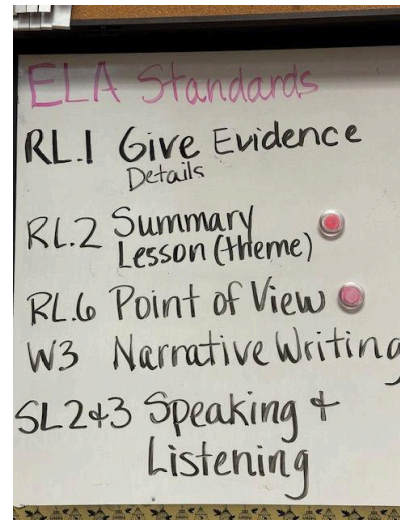 ELA Standards
RL.1 Give Evidence
Details
RL.2 Summary
Lesson (theme)
RL.6 Point of View
W3 Narrative Writing
SL2+3 Speaking +
Listening